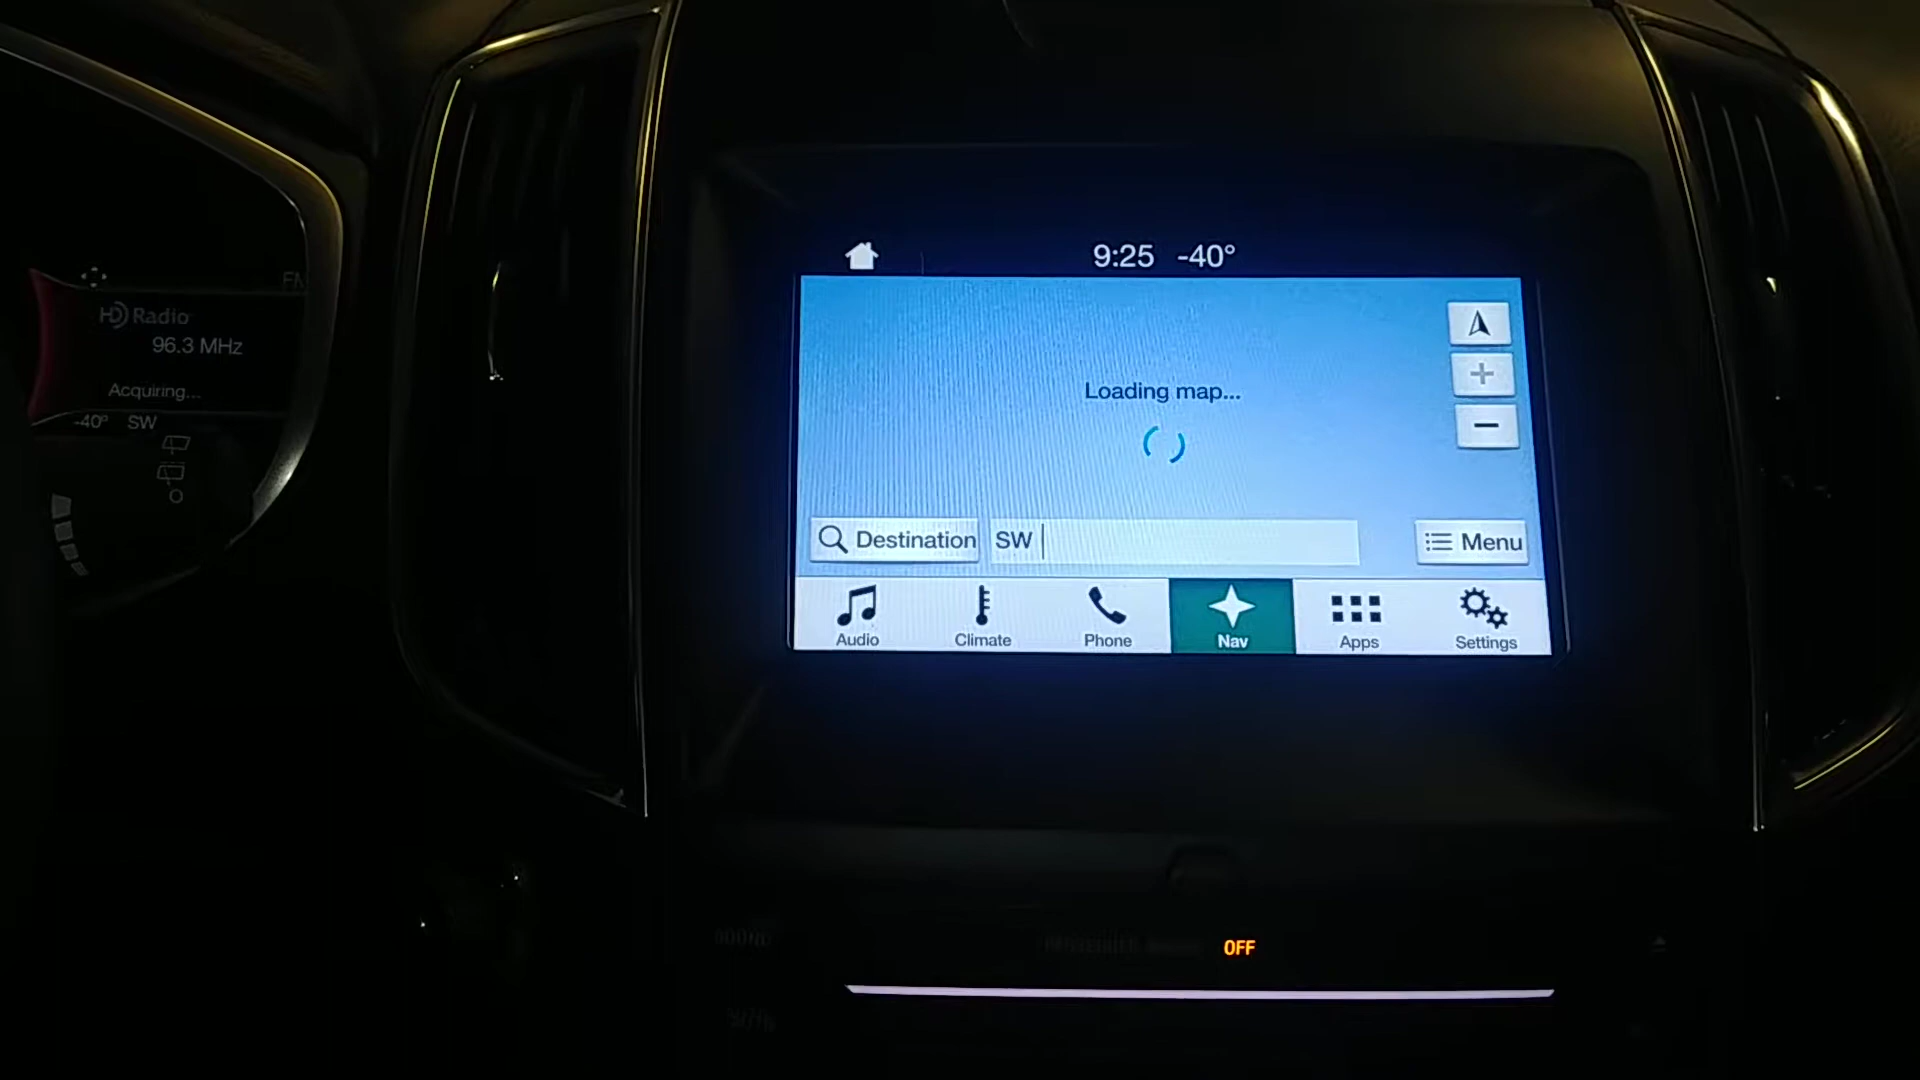 FM
HD Radio
96.3 MHz
Acquiring...
-40° SW
9:25 -40°
Loading map...
Destination SW
Menu
Audio Climate Phone Nav Apps Settings
OFF